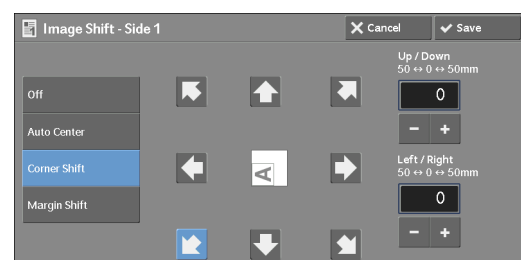 Image Shift - Side 1
Cancel
Save
Off
Auto Center
Corner Shift
Margin Shift
A
Up / Down
50 ↔ 0 ↔ 50mm
0
− +
Left / Right
50 ↔ 0 ↔ 50mm
0
− +